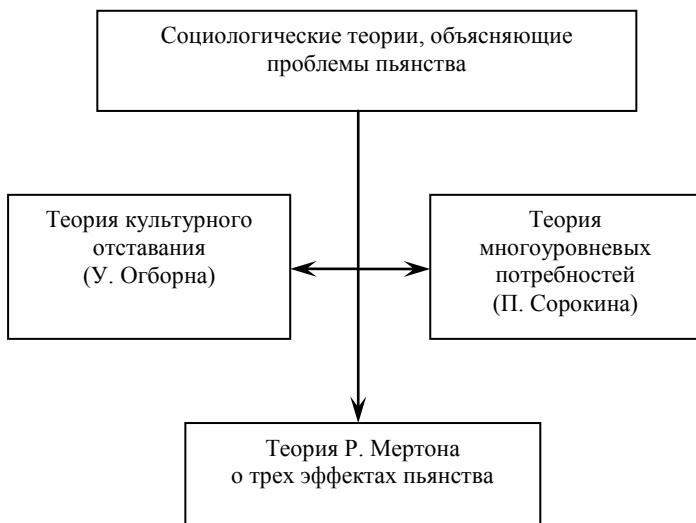 Социологические теории, объясняющие
проблемы пьянства
Теория культурного
отставания
(У. Огборна)
Теория
многоуровневых
потребностей
(П. Сорокина)
Теория Р. Мертона
о трех эффектах пьянства